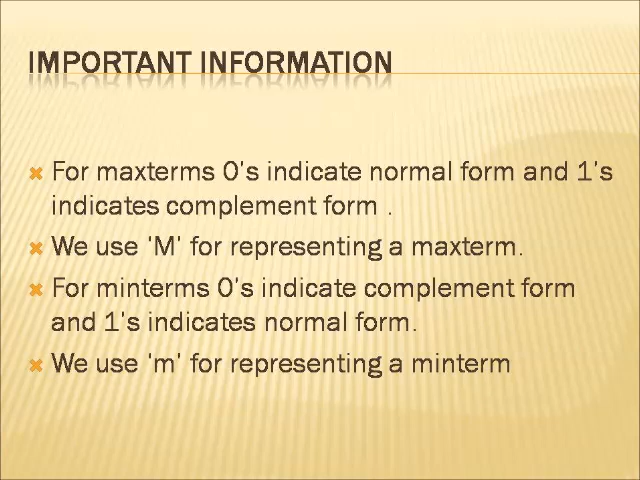 IMPORTANT INFORMATION
For maxterms 0's indicate normal form and 1's
indicates complement form .
We use 'M' for representing a maxterm.
For minterms 0's indicate complement form
and 1's indicates normal form.
We use 'm' for representing a minterm